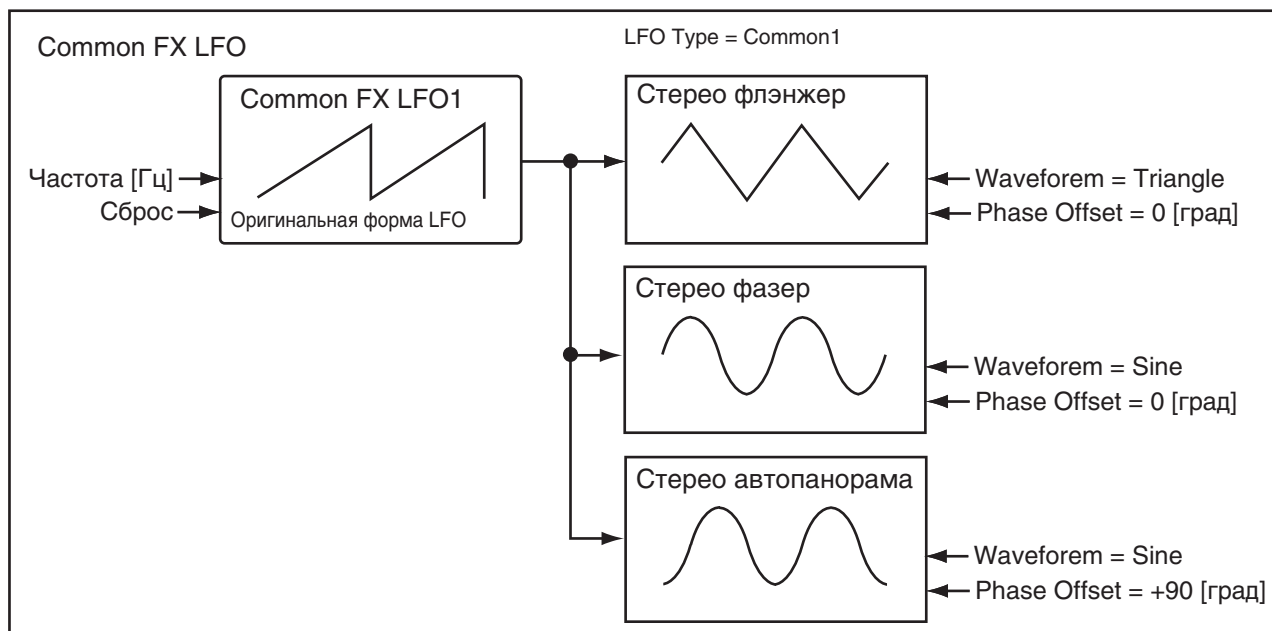 Common FX LFO
LFO Type = Common1
Common FX LFO1
Стерео флэнжер
Частота [Гц]
Сброс
Оригинальная форма LFO
Waveforem = Triangle
Phase Offset = 0 [град]
Стерео фазер
Waveforem = Sine
Phase Offset = 0 [град]
Стерео автопанорама
Waveforem = Sine
Phase Offset = +90 [град]